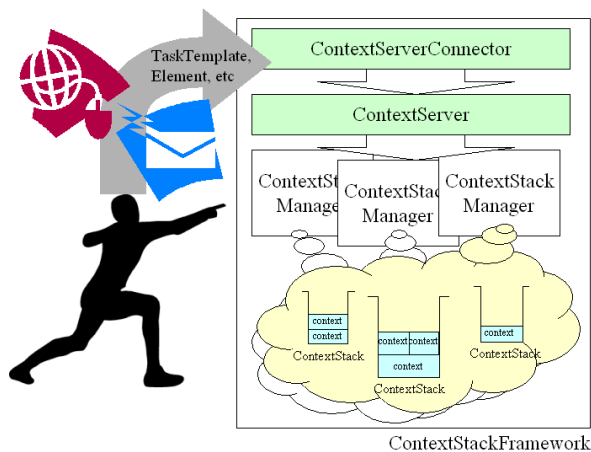 TaskTemplate,
Element, etc
ContextServerConnector
ContextServer
ContextStack
Manager
ContextStack
Manager
ContextStack
Manager
context
context
ContextStack
context
context
context
ContextStack
context
ContextStack
ContextStackFramework